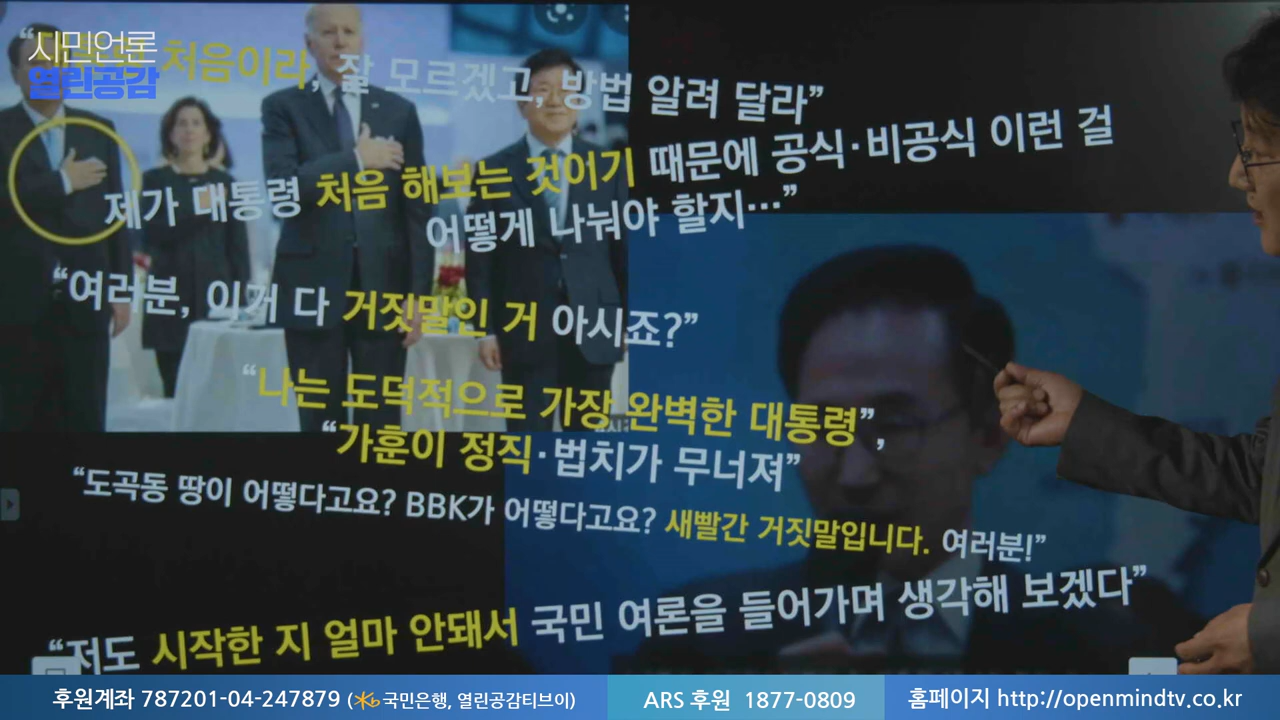 시민언론
열린공감
처음이라, 잘 모르겠고, 방법 알려 달라”
제가 대통령 처음 해보는 것이기 때문에 공식·비공식 이런 걸
어떻게 나눠야 할지…”
“여러분, 이거 다 거짓말인 거 아시죠?”
“나는 도덕적으로 가장 완벽한 대통령”,
“가훈이 정직·법치가 무너져”
“도곡동 땅이 어떻다고요? BBK가 어떻다고요? 새빨간 거짓말입니다. 여러분!”
“저도 시작한 지 얼마 안돼서 국민 여론을 들어가며 생각해 보겠다”
후원계좌 787201-04-247879 (국민은행, 열린공감티브이)
ARS 후원 1877-0809
홈페이지 http://openmindtv.co.kr